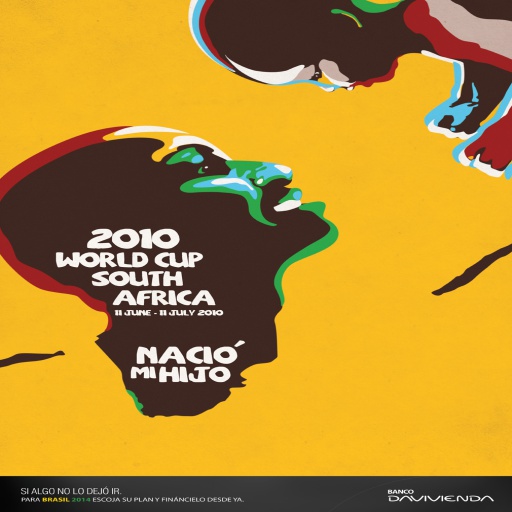 2010
WORLD CUP
SOUTH
AFRICA
11 JUNE - 11 JULY 2010
NACIÓ
MI HIJO
SI ALGO NO LO DEJÓ IR.
PARA BRASIL 2014 ESCOJA SU PLAN Y FINÁNCIELO DESDE YA.
BANCO
DAVIVIENDA